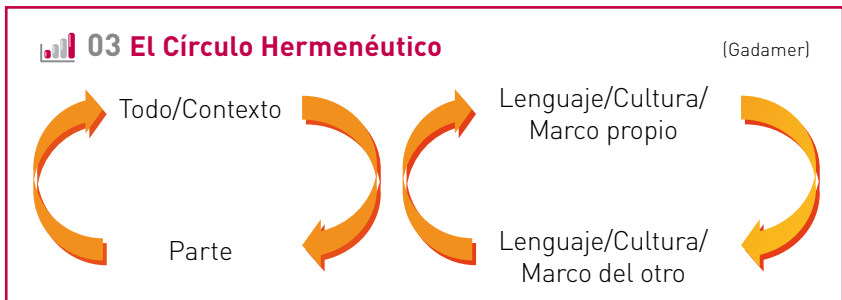 03 El Círculo Hermenéutico
(Gadamer)
Todo/Contexto
Parte
Lenguaje/Cultura/
Marco propio
Lenguaje/Cultura/
Marco del otro